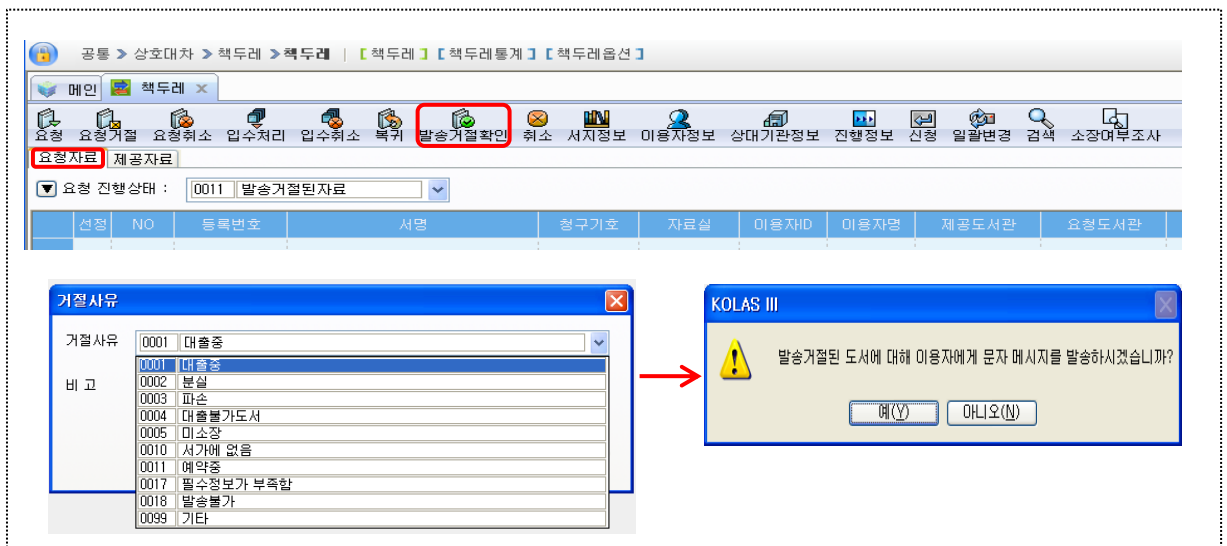 공통 > 상호대차 > 책두레 > 책두레 | [ 책두레 ] [ 책두레통계 ] [ 책두레옵션 ]
메인 책두레 ×
요청 요청거절 요청취소 입수처리 입수취소 복귀 발송거절확인 취소 서지정보 이용자정보 상대기관정보 진행정보 신청 일괄변경 검색 소장여부조사
요청자료 제공자료
요청 진행상태 : 0011 발송거절된자료
선정 NO 등록번호 서명 청구기호 자료실 이용자ID 이용자명 제공도서관 요청도서관
거절사유
거절사유 0001 대출중
0001 대출중
비 고 0002 분실
0003 파손
0004 대출불가도서
0005 미소장
0010 서가에 없음
0011 예약중
0017 필수정보가 부족함
0018 발송불가
0099 기타
KOLAS III
발송거절된 도서에 대해 이용자에게 문자 메시지를 발송하시겠습니까?
예(Y) 아니오(N)